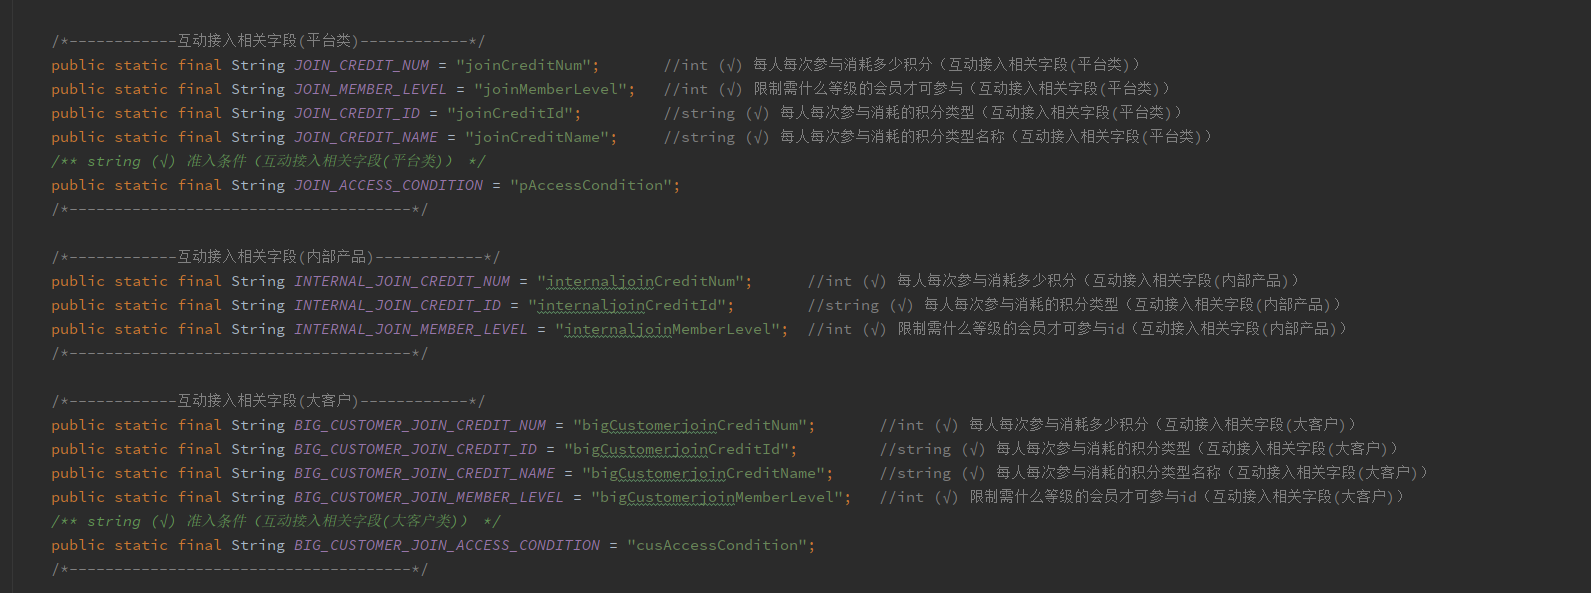 /*------------互动接入相关字段(平台类)------------*/
public static final String JOIN_CREDIT_NUM = "joinCreditNum";       //int (√) 每人每次参与消耗多少积分（互动接入相关字段(平台类)）
public static final String JOIN_MEMBER_LEVEL = "joinMemberLevel";   //int (√) 限制需什么等级的会员才可参与（互动接入相关字段(平台类)）
public static final String JOIN_CREDIT_ID = "joinCreditId";         //string (√) 每人每次参与消耗的积分类型（互动接入相关字段(平台类)）
public static final String JOIN_CREDIT_NAME = "joinCreditName";     //string (√) 每人每次参与消耗的积分类型名称（互动接入相关字段(平台类)）
/** string (√) 准入条件（互动接入相关字段(平台类)） */
public static final String JOIN_ACCESS_CONDITION = "pAccessCondition";
/*--------------------------------------*/
/*------------互动接入相关字段(内部产品)------------*/
public static final String INTERNAL_JOIN_CREDIT_NUM = "internaljoinCreditNum";      //int (√) 每人每次参与消耗多少积分（互动接入相关字段(内部产品)）
public static final String INTERNAL_JOIN_CREDIT_ID = "internaljoinCreditId";        //string (√) 每人每次参与消耗的积分类型（互动接入相关字段(内部产品)）
public static final String INTERNAL_JOIN_MEMBER_LEVEL = "internaljoinMemberLevel";  //int (√) 限制需什么等级的会员才可参与id（互动接入相关字段(内部产品)）
/*--------------------------------------*/
/*------------互动接入相关字段(大客户)------------*/
public static final String BIG_CUSTOMER_JOIN_CREDIT_NUM = "bigCustomerjoinCreditNum";       //int (√) 每人每次参与消耗多少积分（互动接入相关字段(大客户)）
public static final String BIG_CUSTOMER_JOIN_CREDIT_ID = "bigCustomerjoinCreditId";         //string (√) 每人每次参与消耗的积分类型（互动接入相关字段(大客户)）
public static final String BIG_CUSTOMER_JOIN_CREDIT_NAME = "bigCustomerjoinCreditName";     //string (√) 每人每次参与消耗的积分类型名称（互动接入相关字段(大客户)）
public static final String BIG_CUSTOMER_JOIN_MEMBER_LEVEL = "bigCustomerjoinMemberLevel";   //int (√) 限制需什么等级的会员才可参与id（互动接入相关字段(大客户)）
/** string (√) 准入条件（互动接入相关字段(大客户类)） */
public static final String BIG_CUSTOMER_JOIN_ACCESS_CONDITION = "cusAccessCondition";
/*--------------------------------------*/